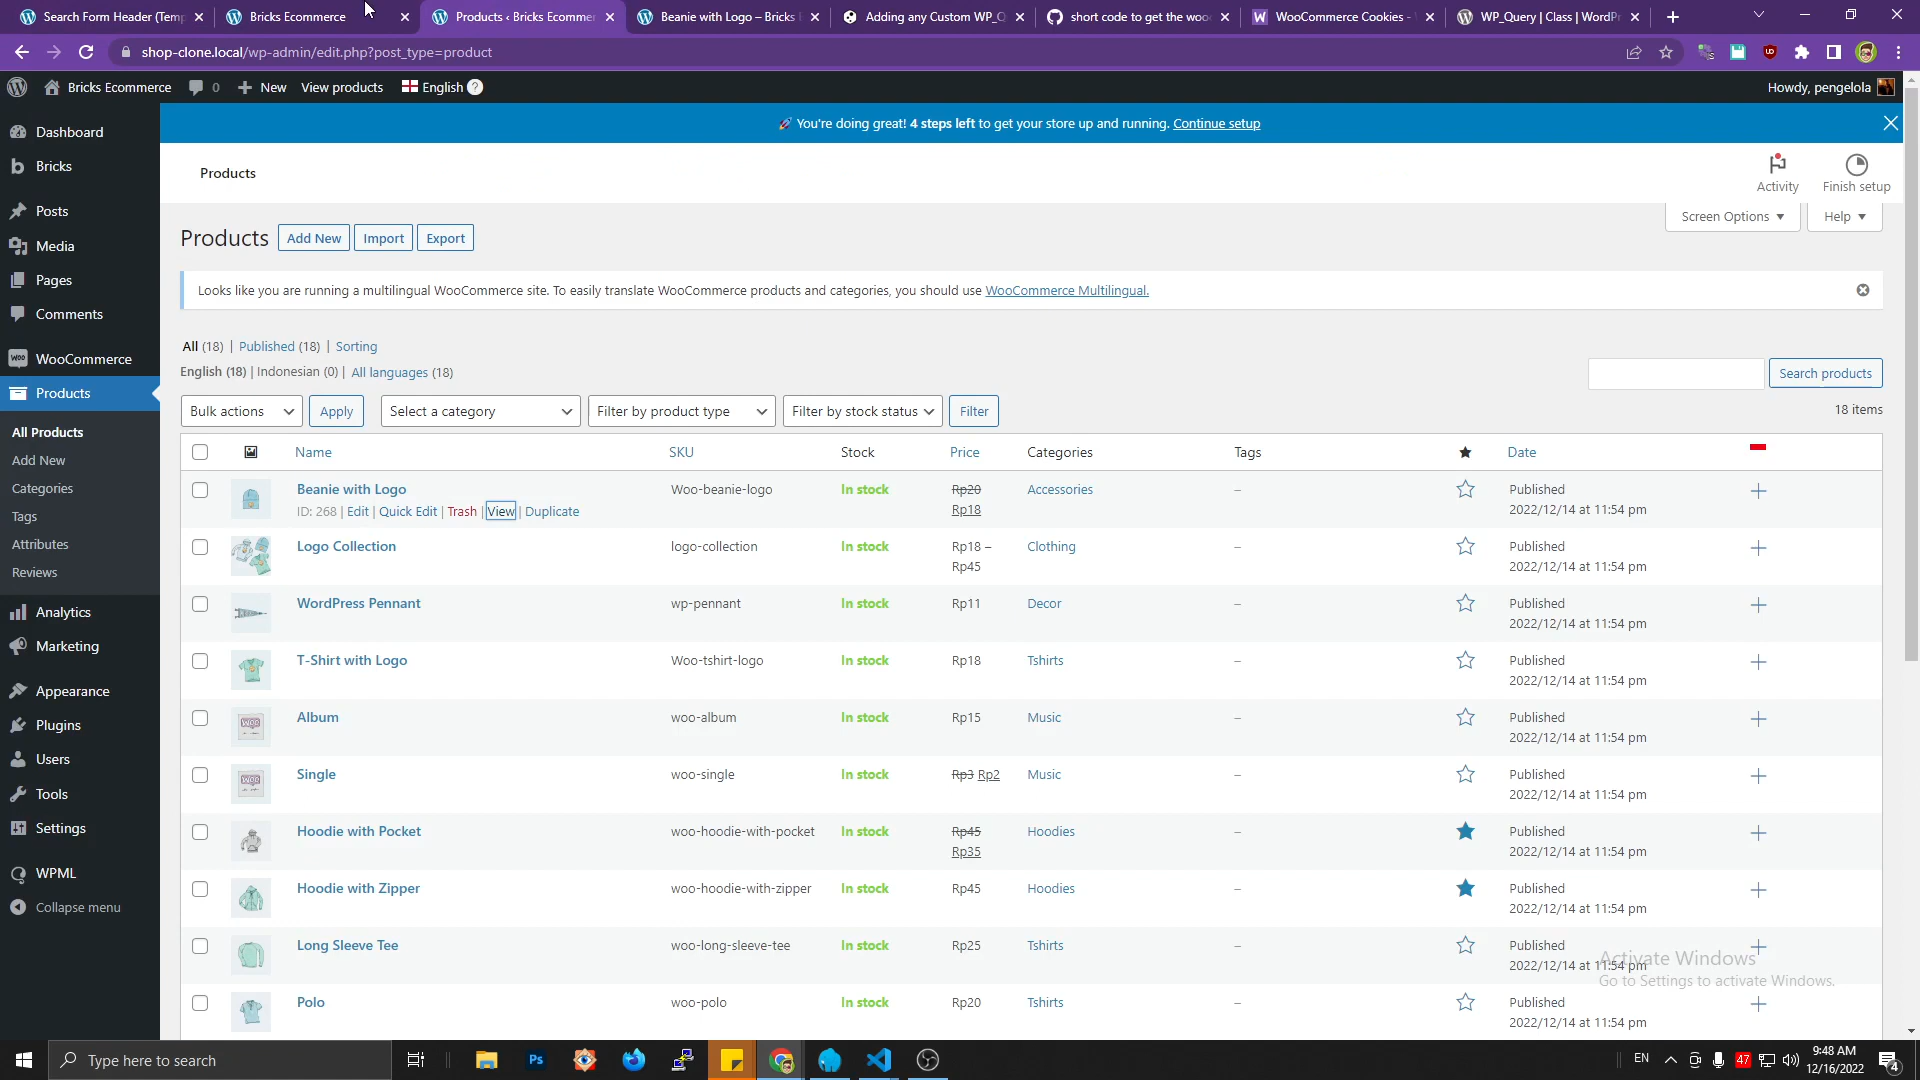 Search Form Header (Temp
Bricks Ecommerce
Products ‹ Bricks Ecommer
Beanie with Logo – Bricks
Adding any Custom WP_Q
short code to get the woo
WooCommerce Cookies -
WP_Query | Class | WordPr
shop-clone.local/wp-admin/edit.php?post_type=product
Bricks Ecommerce
0
New
View products
English
Howdy, pengelola
Dashboard
Bricks
Posts
Media
Pages
Comments
WooCommerce
Products
All Products
Add New
Categories
Tags
Attributes
Reviews
Analytics
Marketing
Appearance
Plugins
Users
Tools
Settings
WPML
Collapse menu
🚀 You're doing great! 4 steps left to get your store up and running. Continue setup
Products
Activity
Finish setup
Screen Options
Help
Products Add New Import Export
Looks like you are running a multilingual WooCommerce site. To easily translate WooCommerce products and categories, you should use WooCommerce Multilingual.
All (18) | Published (18) | Sorting
English (18) | Indonesian (0) | All languages (18)
Search products
Bulk actions Apply Select a category Filter by product type Filter by stock status Filter
18 items
Name SKU Stock Price Categories Tags Date
Beanie with Logo Woo-beanie-logo In stock Rp20 Accessories – Published
ID: 268 | Edit | Quick Edit | Trash | View | Duplicate Rp18 2022/12/14 at 11:54 pm
Logo Collection logo-collection In stock Rp18 – Clothing – Published
Rp45 2022/12/14 at 11:54 pm
WordPress Pennant wp-pennant In stock Rp11 Decor – Published
2022/12/14 at 11:54 pm
T-Shirt with Logo Woo-tshirt-logo In stock Rp18 Tshirts – Published
2022/12/14 at 11:54 pm
Album woo-album In stock Rp15 Music – Published
2022/12/14 at 11:54 pm
Single woo-single In stock Rp3 Rp2 Music – Published
2022/12/14 at 11:54 pm
Hoodie with Pocket woo-hoodie-with-pocket In stock Rp45 Hoodies – Published
Rp35 2022/12/14 at 11:54 pm
Hoodie with Zipper woo-hoodie-with-zipper In stock Rp45 Hoodies – Published
2022/12/14 at 11:54 pm
Long Sleeve Tee woo-long-sleeve-tee In stock Rp25 Tshirts – Published
2022/12/14 at 11:54 pm
Polo woo-polo In stock Rp20 Tshirts – Published
2022/12/14 at 11:54 pm
Activate Windows
Go to Settings to activate Windows.
Type here to search
EN
47
9:48 AM
12/16/2022
4